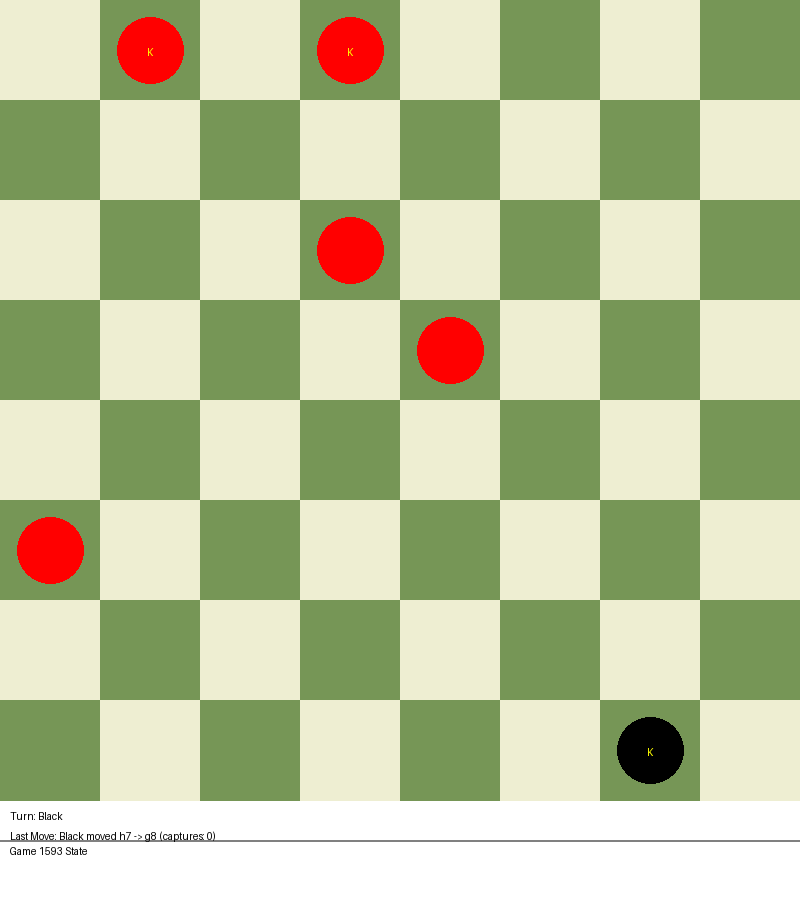 K
K
K
Turn: Black
Last Move: Black moved h7 -> g8 (captures: 0)
Game 1593 State